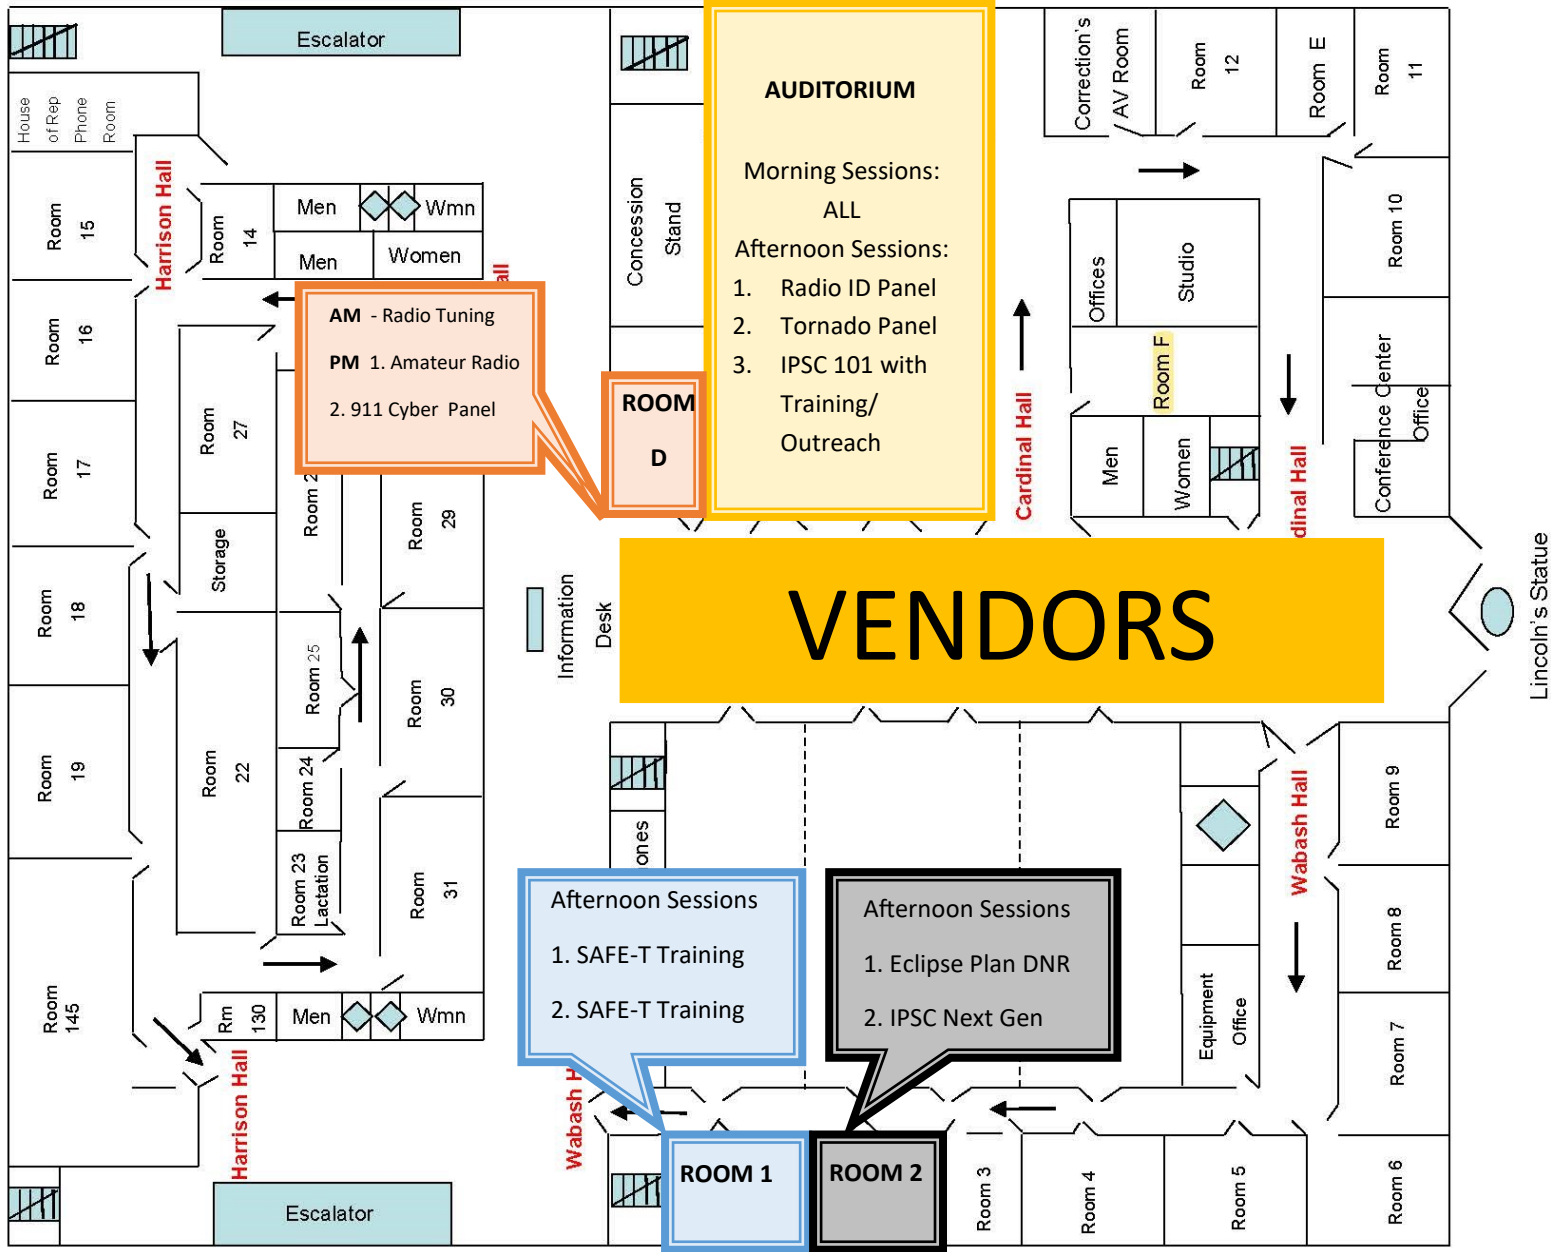 Escalator
House
of Rep
Phone
Room
Room
15
Room
16
Room
17
Room
18
Room
19
Room
145
Harrison Hall
Room
14
Men
Wmn
Men
Women
all
AM - Radio Tuning
PM 1. Amateur Radio
2. 911 Cyber Panel
Room
27
Storage
Room 2
Room
29
Room
22
Room 25
Room
30
Room 24
Room 23
Lactation
Room
31
Rm
130
Men
Wmn
Harrison Hall
Escalator
Concession
Stand
ROOM
D
AUDITORIUM
Morning Sessions:
ALL
Afternoon Sessions:
1. Radio ID Panel
2. Tornado Panel
3. IPSC 101 with
Training/
Outreach
Cardinal Hall
Correction's
AV Room
Room
12
Room E
Room
11
Room 10
Offices
Studio
Room F
Men
Women
dinal Hall
Conference Center
Office
Information
Desk
VENDORS
Lincoln's Statue
ones
Afternoon Sessions
1. SAFE-T Training
2. SAFE-T Training
Afternoon Sessions
1. Eclipse Plan DNR
2. IPSC Next Gen
Wabash H
Wabash Hall
Equipment
Office
Room 9
Room 8
Room 7
ROOM 1
ROOM 2
Room 3
Room 4
Room 5
Room 6